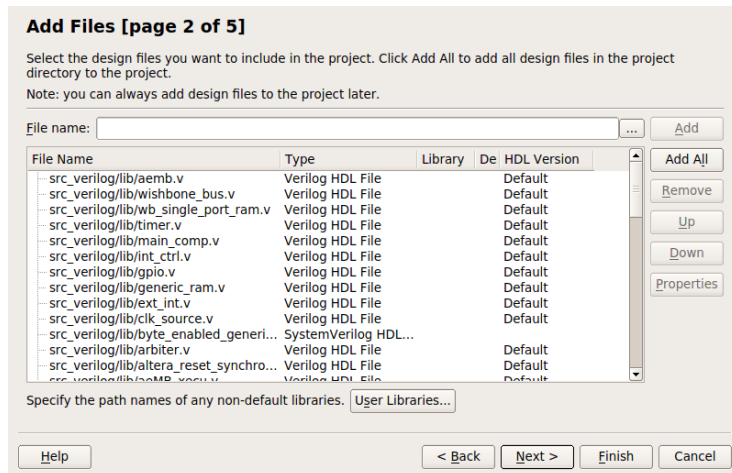 Add Files [page 2 of 5]
Select the design files you want to include in the project. Click Add All to add all design files in the project
directory to the project.
Note: you can always add design files to the project later.
File name: ... Add
File Name Type Library De HDL Version Add All
src_verilog/lib/aemb.v Verilog HDL File Default
src_verilog/lib/wishbone_bus.v Verilog HDL File Default Remove
src_verilog/lib/wb_single_port_ram.v Verilog HDL File Default
src_verilog/lib/timer.v Verilog HDL File Default Up
src_verilog/lib/main_comp.v Verilog HDL File Default
src_verilog/lib/int_ctrl.v Verilog HDL File Default Down
src_verilog/lib/gpio.v Verilog HDL File Default
src_verilog/lib/generic_ram.v Verilog HDL File Default Properties
src_verilog/lib/ext_int.v Verilog HDL File Default
src_verilog/lib/clk_source.v Verilog HDL File Default
src_verilog/lib/byte_enabled_generi... SystemVerilog HDL...
src_verilog/lib/arbiter.v Verilog HDL File Default
src_verilog/lib/altera_reset_synchro... Verilog HDL File Default
src_verilog/lib/aeMB_xecu.v Verilog HDL File Default
Specify the path names of any non-default libraries. User Libraries...
Help < Back Next > Finish Cancel